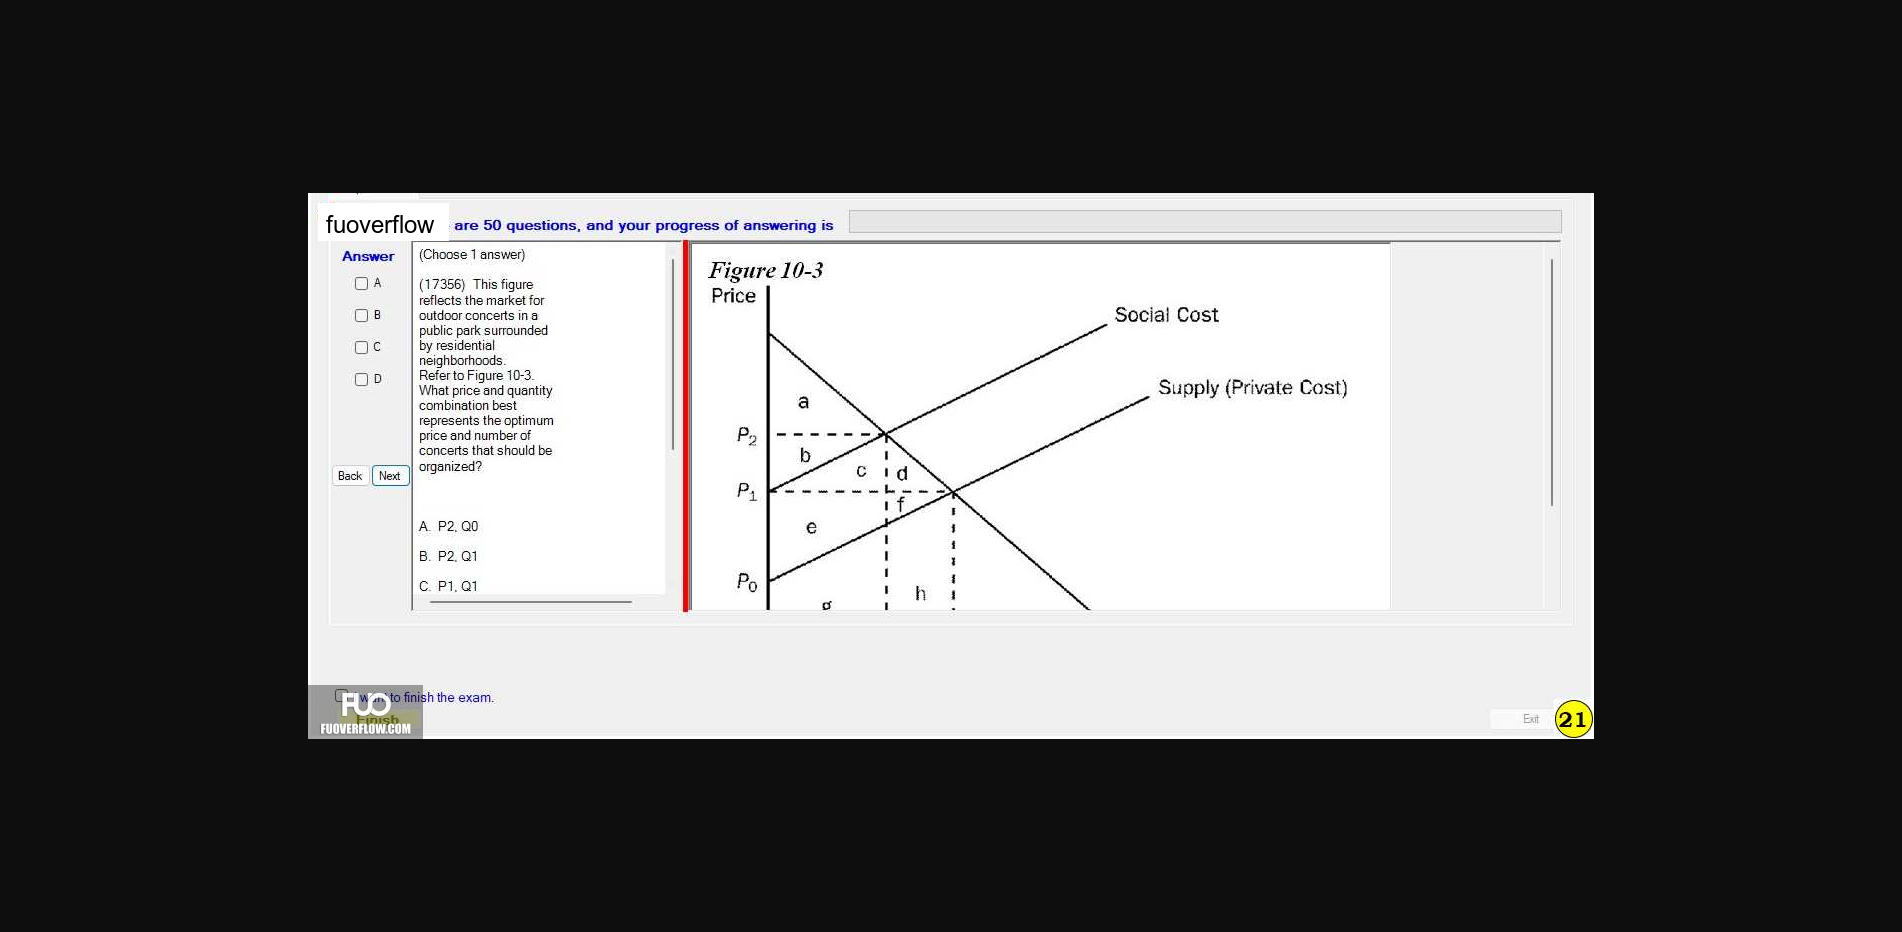 fuoverflow
are 50 questions, and your progress of answering is
Answer
A
B
C
D
Back
Next
(Choose 1 answer)
(17356) This figure
reflects the market for
outdoor concerts in a
public park surrounded
by residential
neighborhoods.
Refer to Figure 10-3.
What price and quantity
combination best
represents the optimum
price and number of
concerts that should be
organized?
A. P2, Q0
B. P2, Q1
C. P1, Q1
Figure 10-3
Price
Social Cost
Supply (Private Cost)
a
P2
b
c
d
P1
f
e
P0
h
g
want to finish the exam.
Finish
FUO
FUOVERFLOW.COM
Exit
21